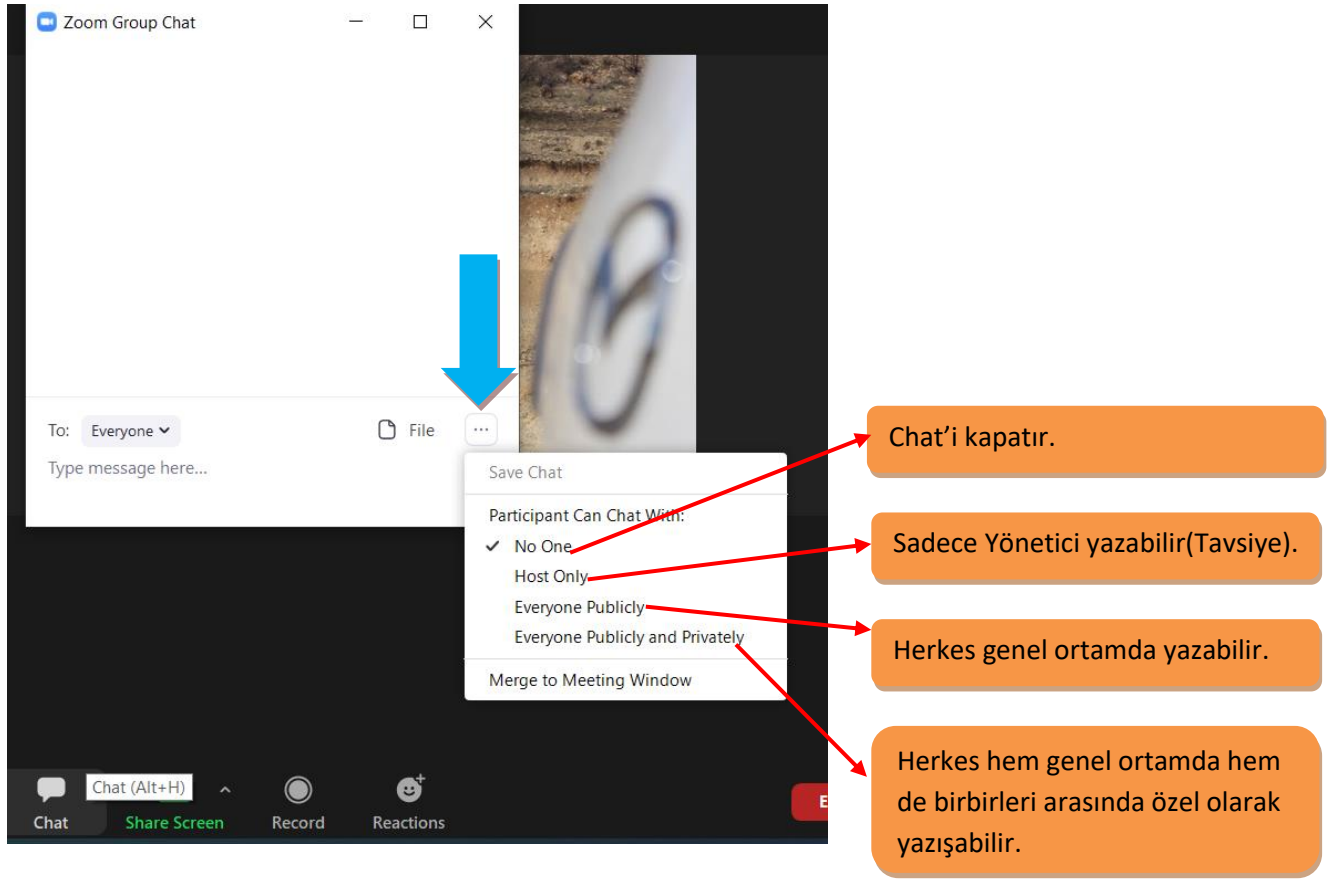 Zoom Group Chat
To: Everyone
File
...
Type message here...
Save Chat
Participant Can Chat With:
✓ No One
Host Only
Everyone Publicly
Everyone Publicly and Privately
Merge to Meeting Window
Chat’i kapatır.
Sadece Yönetici yazabilir(Tavsiye).
Herkes genel ortamda yazabilir.
Herkes hem genel ortamda hem
de birbirleri arasında özel olarak
yazışabilir.
Chat (Alt+H)
Chat
Share Screen
Record
Reactions
E